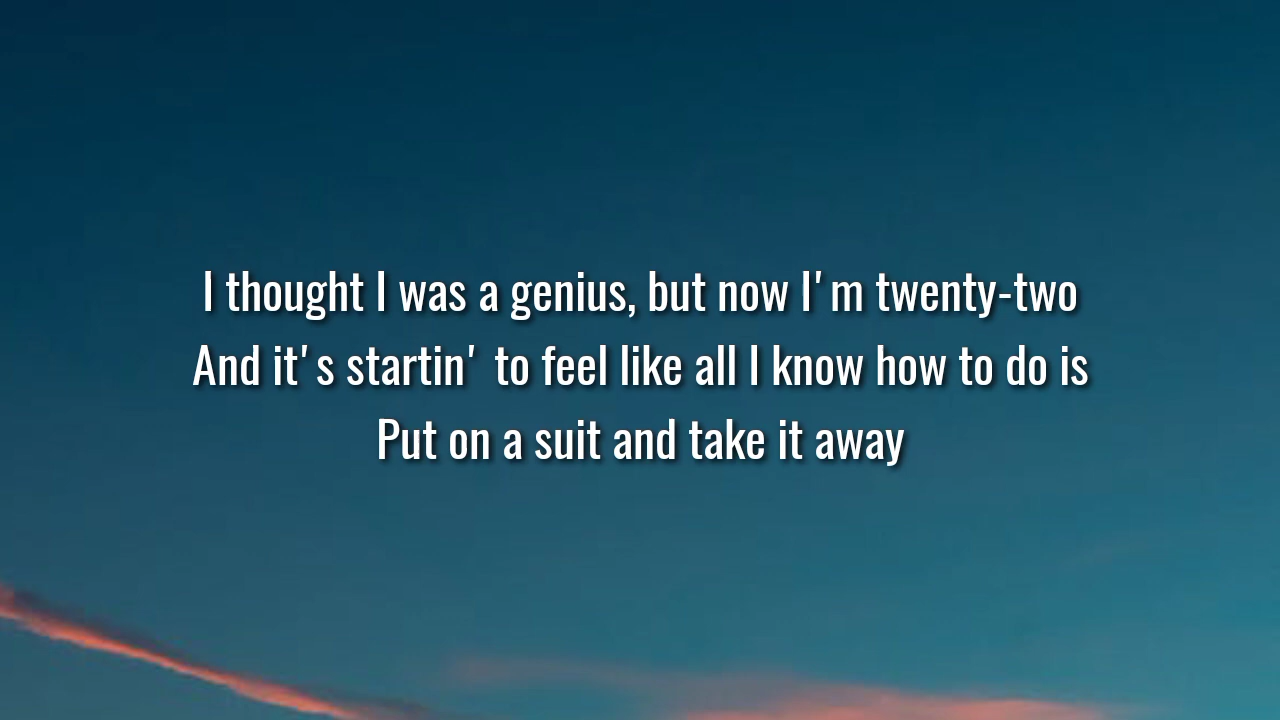 I thought I was a genius, but now I'm twenty-two
And it's startin' to feel like all I know how to do is
Put on a suit and take it away